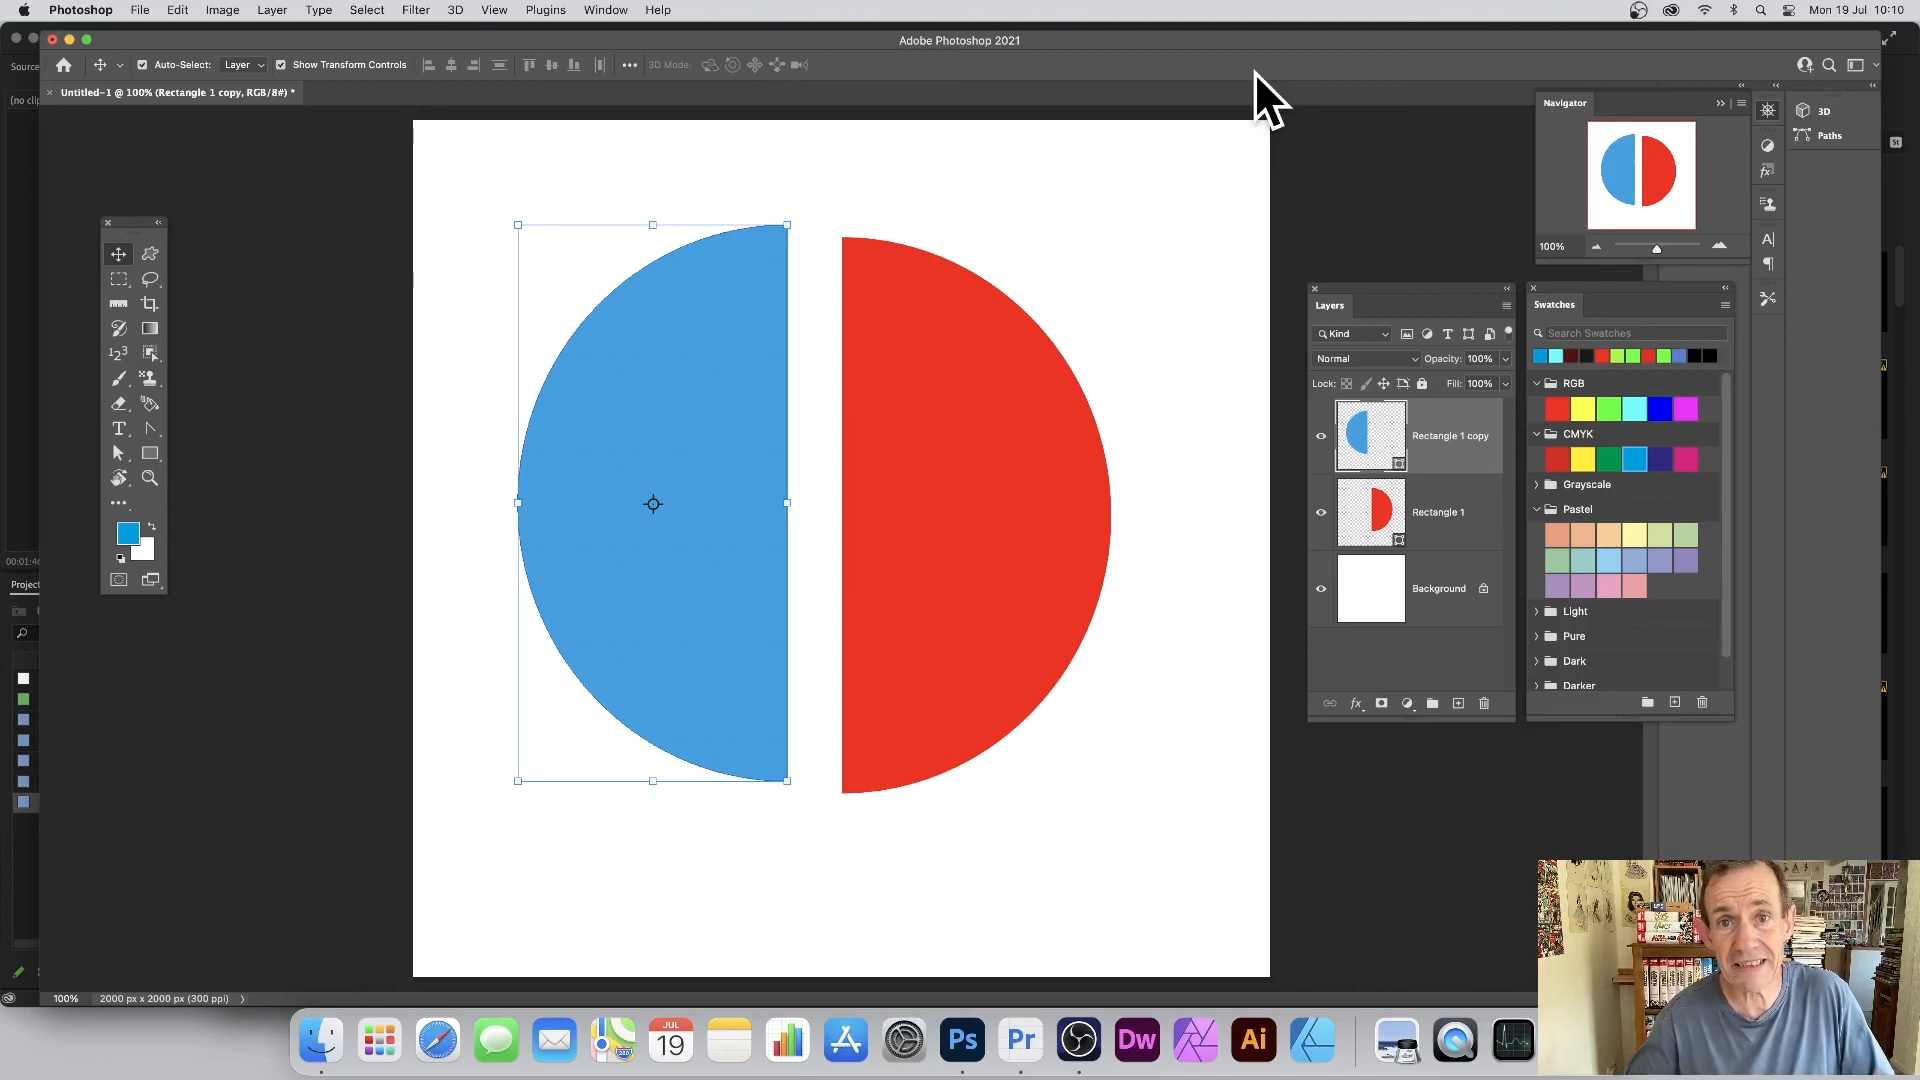 Photoshop File Edit Image Layer Type Select Filter 3D View Plugins Window Help Mon 19 Jul 10:10
Adobe Photoshop 2021
Source
Auto-Select: Layer Show Transform Controls 3D Mode:
(no clip
Untitled-1 @ 100% (Rectangle 1 copy, RGB/8#) *
Navigator
3D
Paths
100%
Layers
Kind
Normal Opacity: 100%
Lock: Fill: 100%
Rectangle 1 copy
Rectangle 1
Background
Swatches
Search Swatches
RGB
CMYK
Grayscale
Pastel
Light
Pure
Dark
Darker
00:01:46
Project
100% 2000 px x 2000 px (300 ppi)
JUL
19
Ps
Pr
Dw
Ai